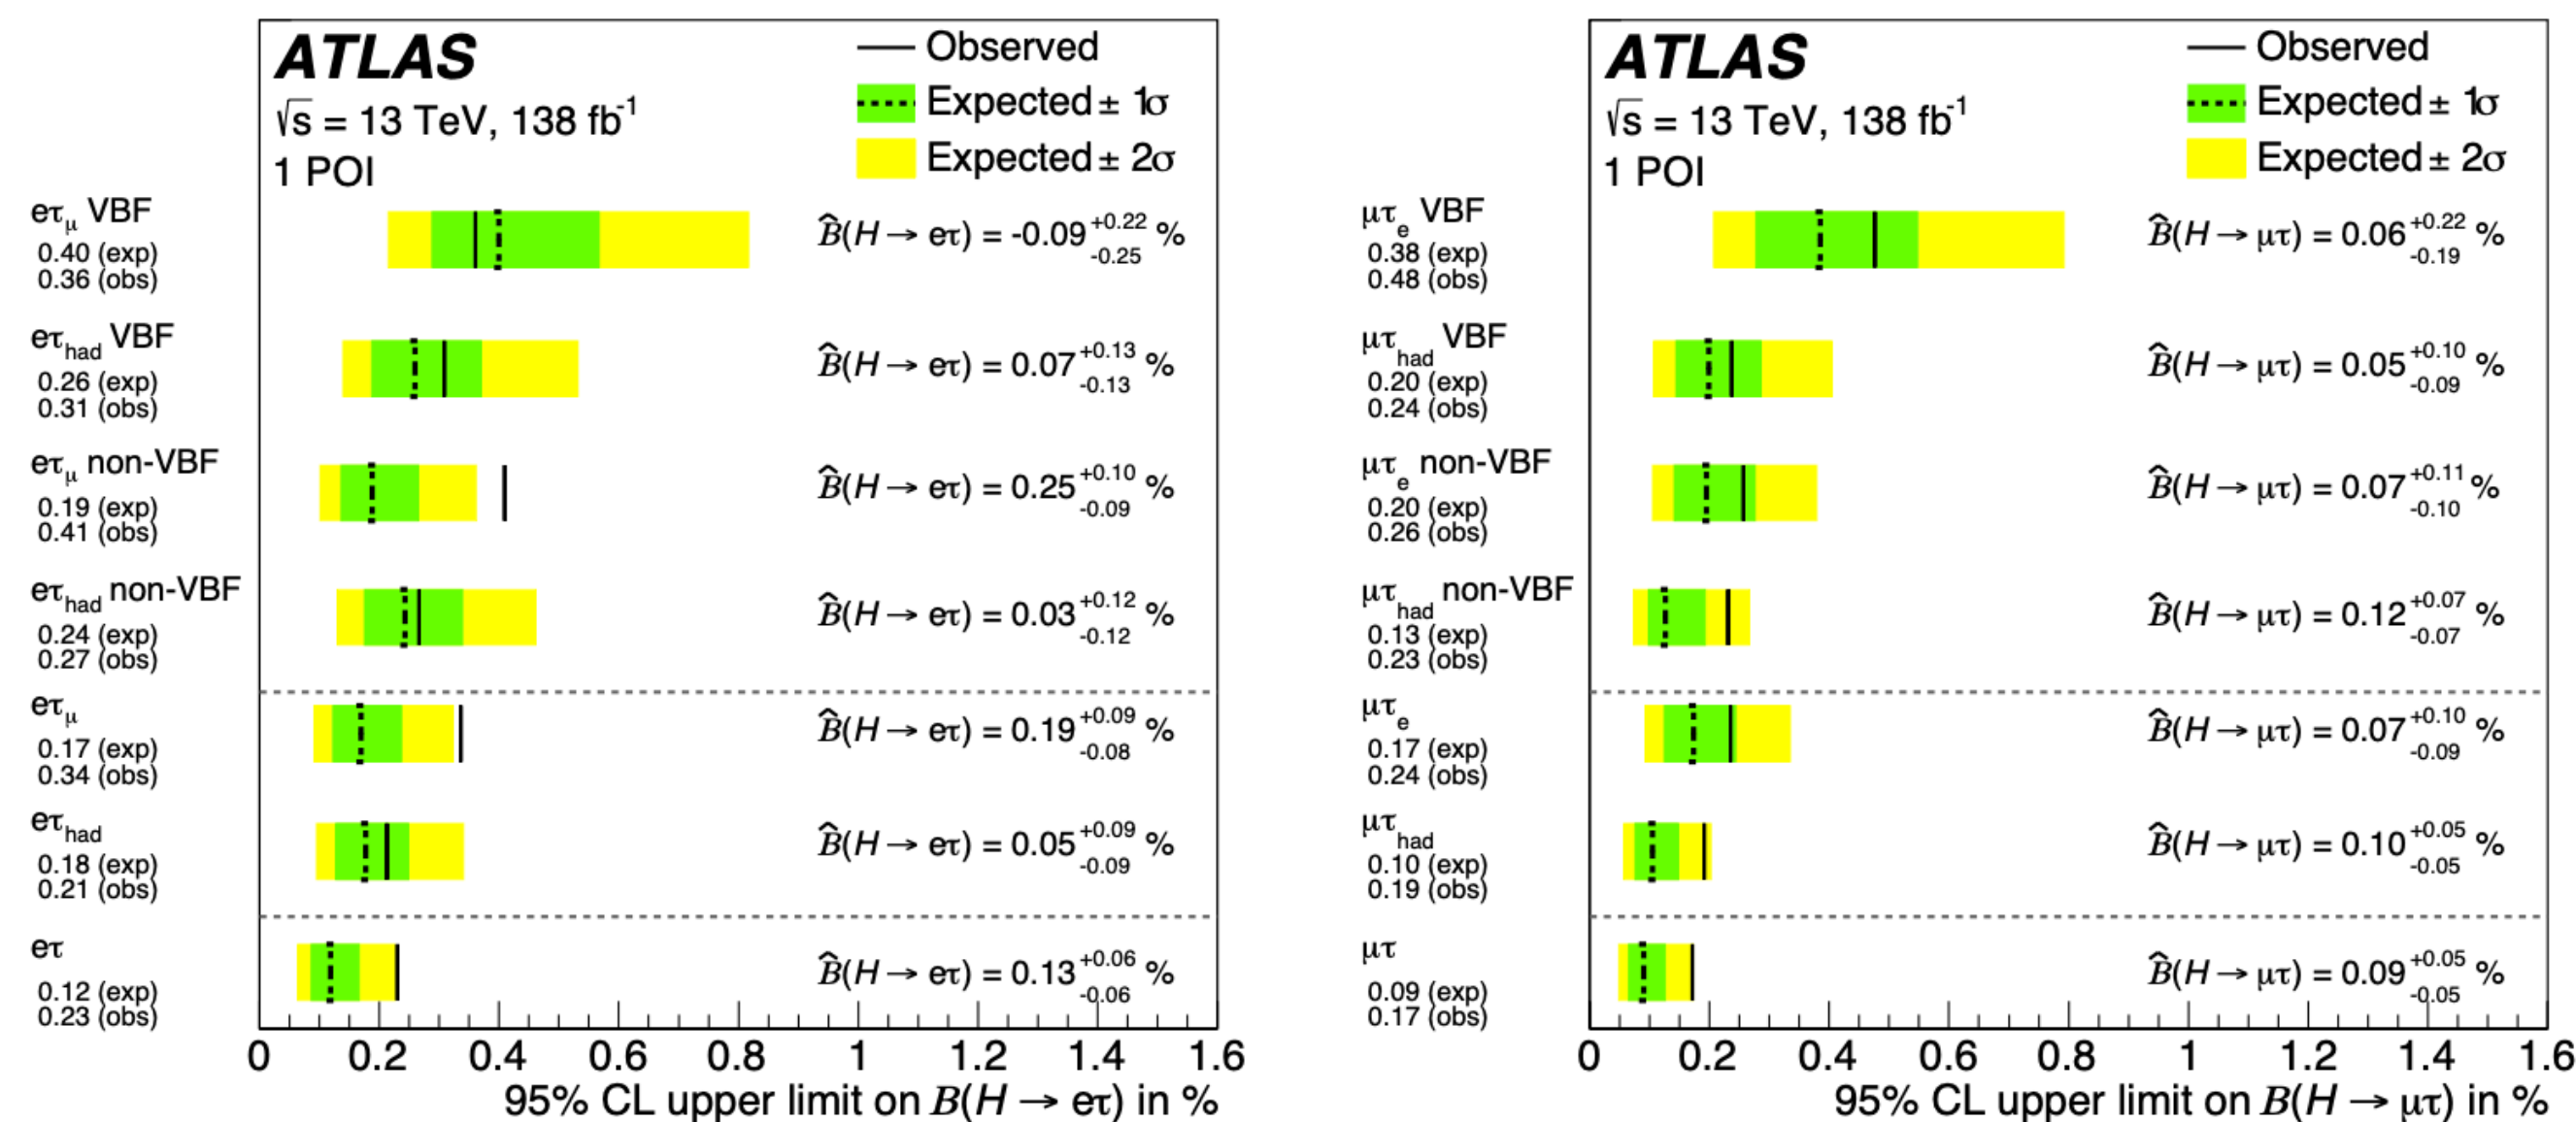 ATLAS
√s = 13 TeV, 138 fb⁻¹
1 POI
Observed
Expected ± 1σ
Expected ± 2σ
eτ_μ VBF
0.40 (exp)
0.36 (obs)
B̂(H → eτ) = -0.09 +0.22 -0.25 %
eτ_had VBF
0.26 (exp)
0.31 (obs)
B̂(H → eτ) = 0.07 +0.13 -0.13 %
eτ_μ non-VBF
0.19 (exp)
0.41 (obs)
B̂(H → eτ) = 0.25 +0.10 -0.09 %
eτ_had non-VBF
0.24 (exp)
0.27 (obs)
B̂(H → eτ) = 0.03 +0.12 -0.12 %
eτ_μ
0.17 (exp)
0.34 (obs)
B̂(H → eτ) = 0.19 +0.09 -0.08 %
eτ_had
0.18 (exp)
0.21 (obs)
B̂(H → eτ) = 0.05 +0.09 -0.09 %
eτ
0.12 (exp)
0.23 (obs)
B̂(H → eτ) = 0.13 +0.06 -0.06 %
0 0.2 0.4 0.6 0.8 1 1.2 1.4 1.6
95% CL upper limit on B(H → eτ) in %
ATLAS
√s = 13 TeV, 138 fb⁻¹
1 POI
Observed
Expected ± 1σ
Expected ± 2σ
μτ_e VBF
0.38 (exp)
0.48 (obs)
B̂(H → μτ) = 0.06 +0.22 -0.19 %
μτ_had VBF
0.20 (exp)
0.24 (obs)
B̂(H → μτ) = 0.05 +0.10 -0.09 %
μτ_e non-VBF
0.20 (exp)
0.26 (obs)
B̂(H → μτ) = 0.07 +0.11 -0.10 %
μτ_had non-VBF
0.13 (exp)
0.23 (obs)
B̂(H → μτ) = 0.12 +0.07 -0.07 %
μτ_e
0.17 (exp)
0.24 (obs)
B̂(H → μτ) = 0.07 +0.10 -0.09 %
μτ_had
0.10 (exp)
0.19 (obs)
B̂(H → μτ) = 0.10 +0.05 -0.05 %
μτ
0.09 (exp)
0.17 (obs)
B̂(H → μτ) = 0.09 +0.05 -0.05 %
0 0.2 0.4 0.6 0.8 1 1.2 1.4 1.6
95% CL upper limit on B(H → μτ) in %